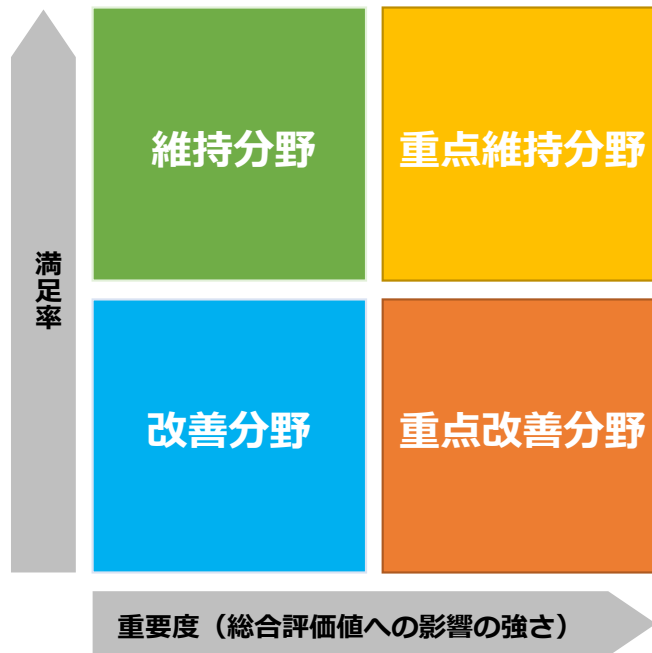 維持分野
重点維持分野
満足率
改善分野
重点改善分野
重要度（総合評価値への影響の強さ）